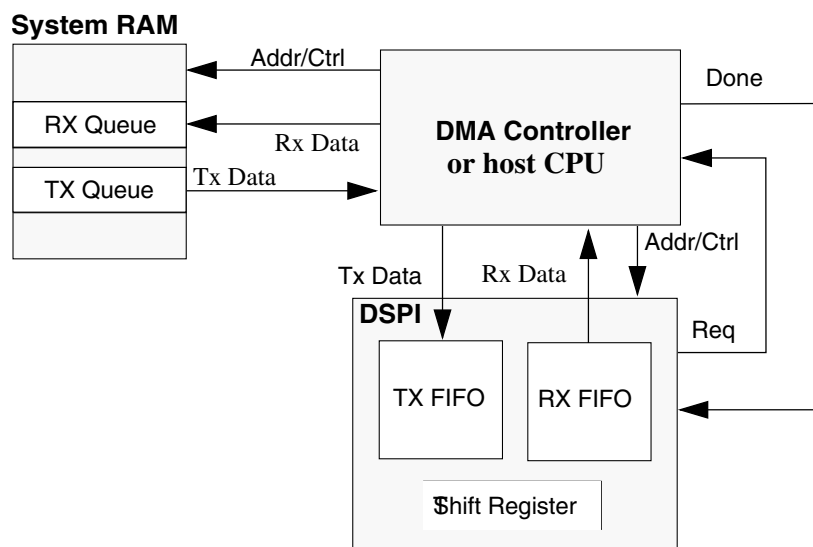 System RAM
Addr/Ctrl
Done
RX Queue
Rx Data
DMA Controller
or host CPU
TX Queue
Tx Data
Addr/Ctrl
Tx Data
Rx Data
DSPI
Req
TX FIFO
RX FIFO
Shift Register